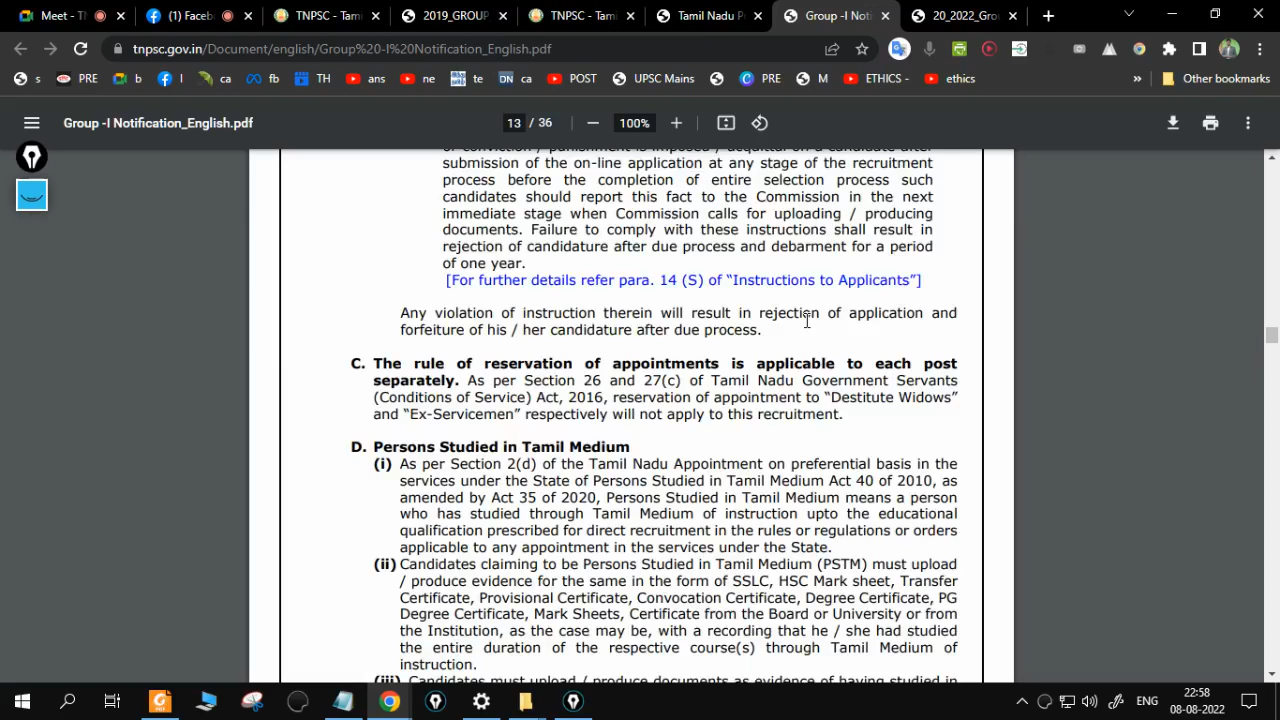 Meet - TN
(1) Faceb
TNPSC - Tami
2019_GROUP
TNPSC - Tami
Tamil Nadu P
Group -I Noti
20_2022_Grou
tnpsc.gov.in/Document/english/Group%20-I%20Notification_English.pdf
s
PRE
b
I
ca
fb
TH
ans
ne
te
ca
POST
UPSC Mains
PRE
M
ETHICS -
ethics
»
Other bookmarks
Group -I Notification_English.pdf
13 / 36
100%
submission of the on-line application at any stage of the recruitment
process before the completion of entire selection process such
candidates should report this fact to the Commission in the next
immediate stage when Commission calls for uploading / producing
documents. Failure to comply with these instructions shall result in
rejection of candidature after due process and debarment for a period
of one year.
[For further details refer para. 14 (S) of "Instructions to Applicants"]
Any violation of instruction therein will result in rejection of application and
forfeiture of his / her candidature after due process.
C. The rule of reservation of appointments is applicable to each post
separately. As per Section 26 and 27(c) of Tamil Nadu Government Servants
(Conditions of Service) Act, 2016, reservation of appointment to "Destitute Widows"
and "Ex-Servicemen" respectively will not apply to this recruitment.
D. Persons Studied in Tamil Medium
(i) As per Section 2(d) of the Tamil Nadu Appointment on preferential basis in the
services under the State of Persons Studied in Tamil Medium Act 40 of 2010, as
amended by Act 35 of 2020, Persons Studied in Tamil Medium means a person
who has studied through Tamil Medium of instruction upto the educational
qualification prescribed for direct recruitment in the rules or regulations or orders
applicable to any appointment in the services under the State.
(ii) Candidates claiming to be Persons Studied in Tamil Medium (PSTM) must upload
/ produce evidence for the same in the form of SSLC, HSC Mark sheet, Transfer
Certificate, Provisional Certificate, Convocation Certificate, Degree Certificate, PG
Degree Certificate, Mark Sheets, Certificate from the Board or University or from
the Institution, as the case may be, with a recording that he / she had studied
the entire duration of the respective course(s) through Tamil Medium of
instruction.
(iii) Candidates must upload / produce documents as evidence of having studied in
ENG
22:58
08-08-2022